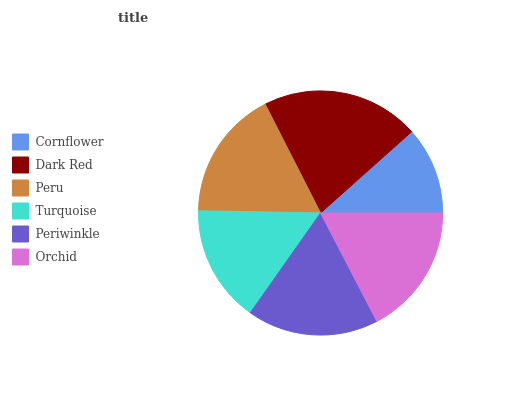 title
Cornflower
Dark Red
Peru
Turquoise
Periwinkle
Orchid